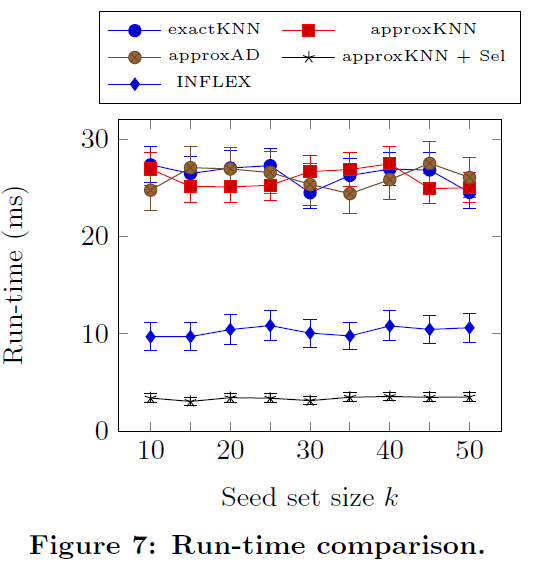 exactKNN approxKNN
approxAD approxKNN + Sel
INFLEX
30
20
10
0
Run-time (ms)
10 20 30 40 50
Seed set size k
Figure 7: Run-time comparison.